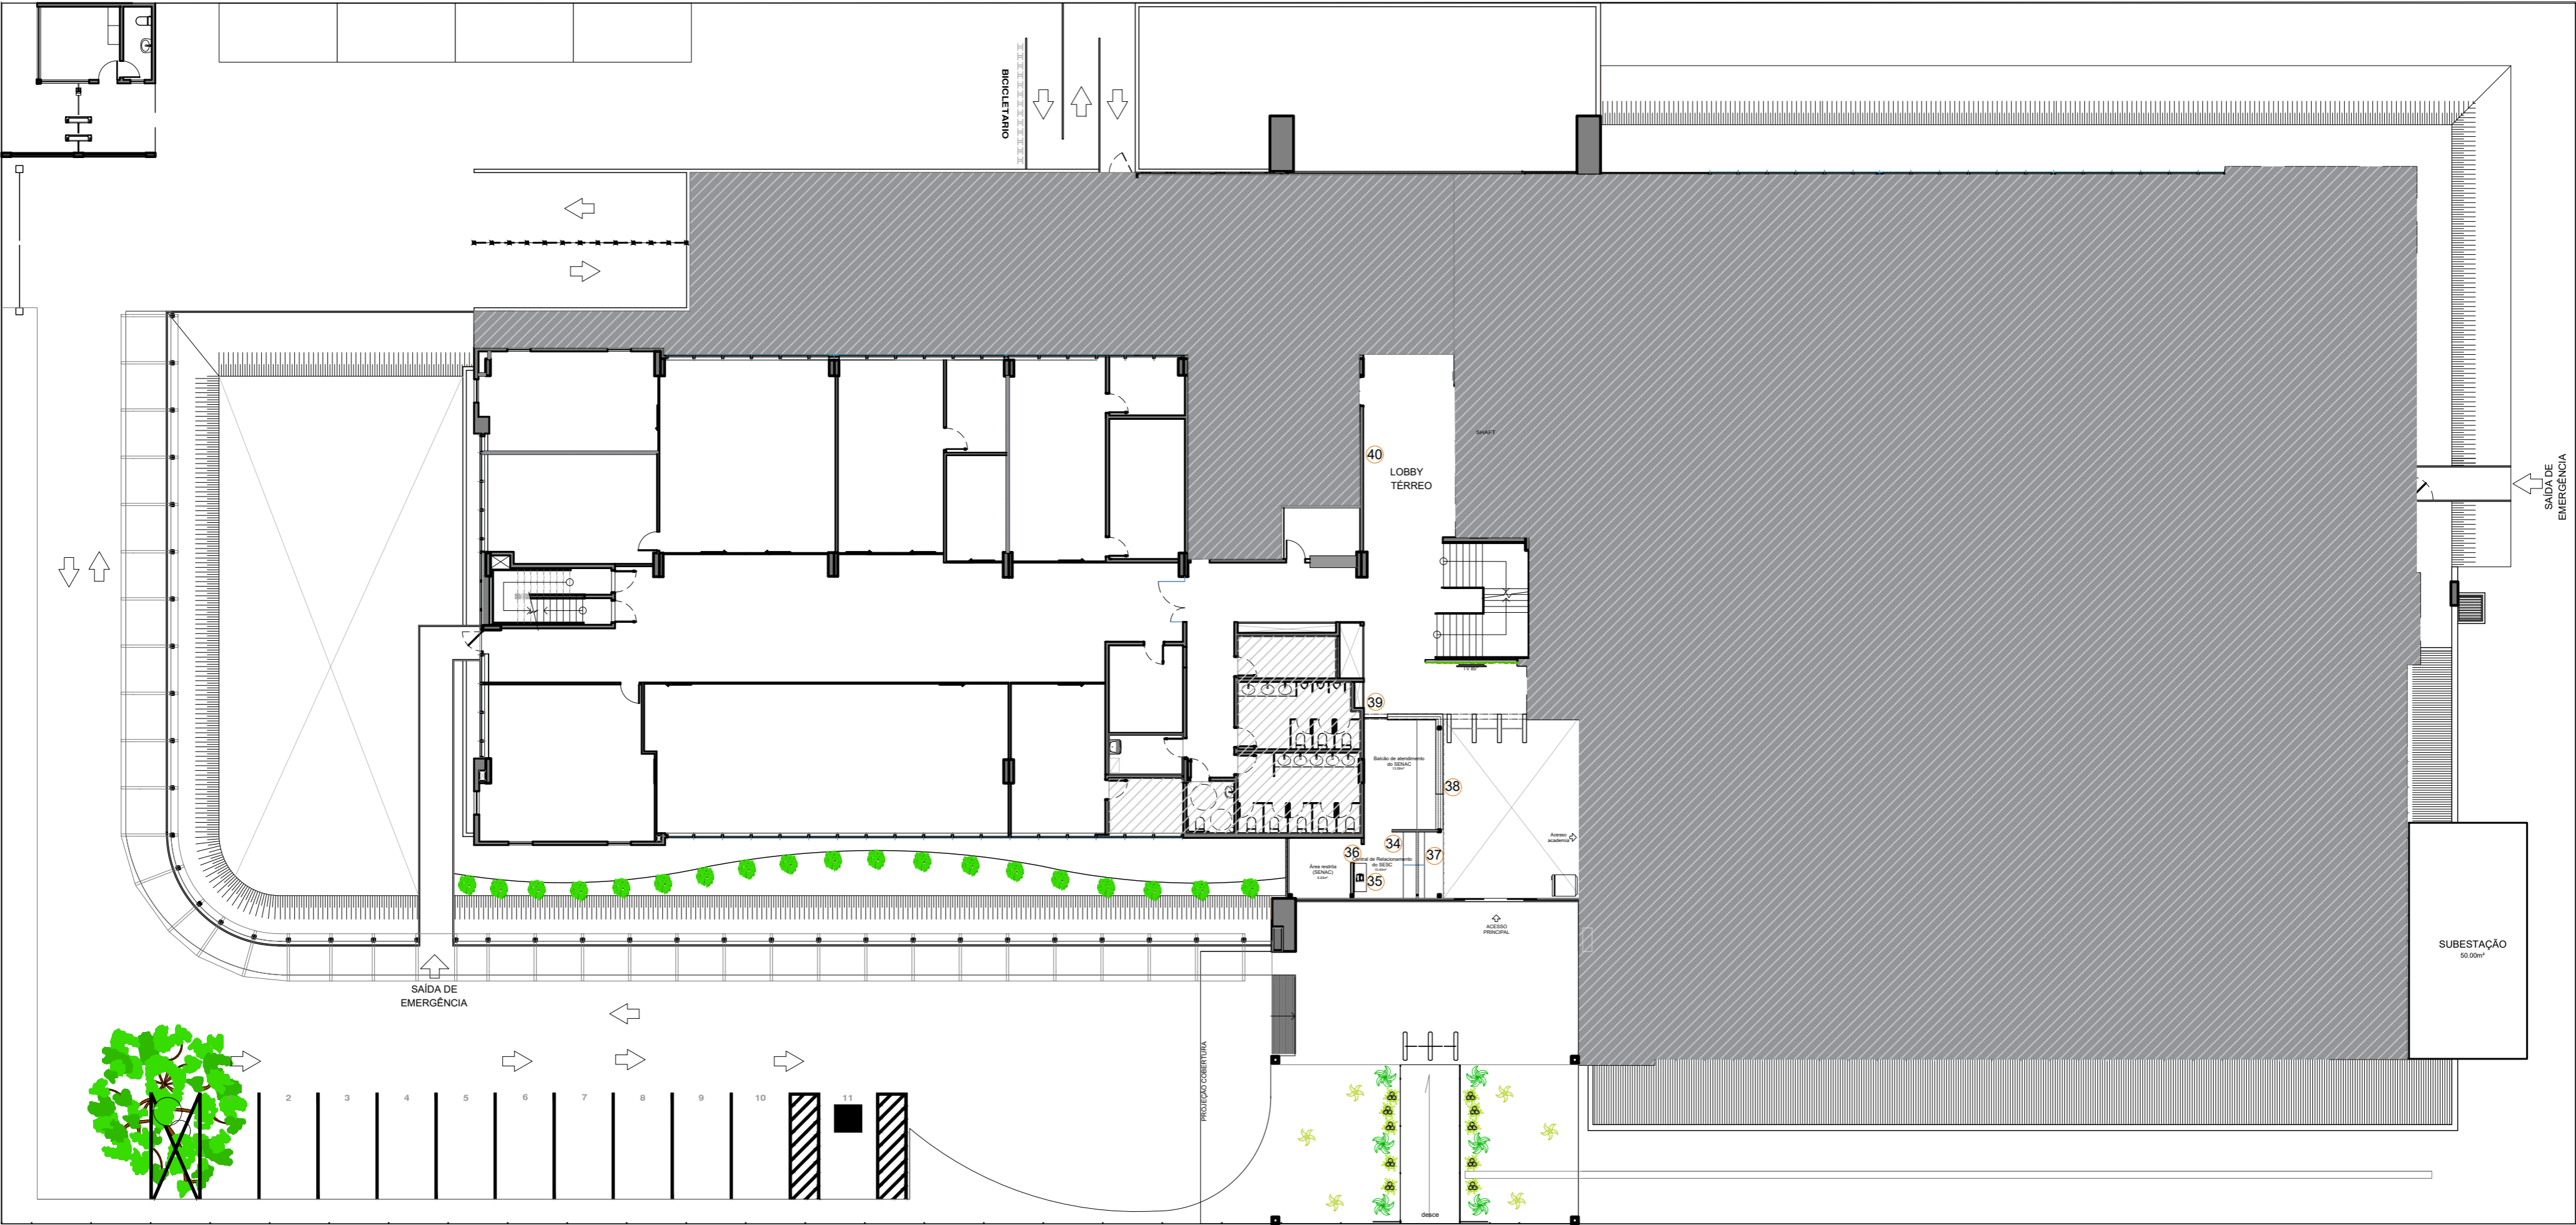 BICICLETARIO
SHAFT
40
LOBBY
TÉRREO
SAÍDA DE
EMERGÊNCIA
TV 60"
39
Balcão de atendimento
do SENAC
38
Acesso
academia
34
36
37
Central de Relacionamento
do SESC
Área restrita
(SENAC)
35
ACESSO
PRINCIPAL
SUBESTAÇÃO
50.00m²
SAÍDA DE
EMERGÊNCIA
PROJEÇÃO COBERTURA
2
3
4
5
6
7
8
9
10
11
desce